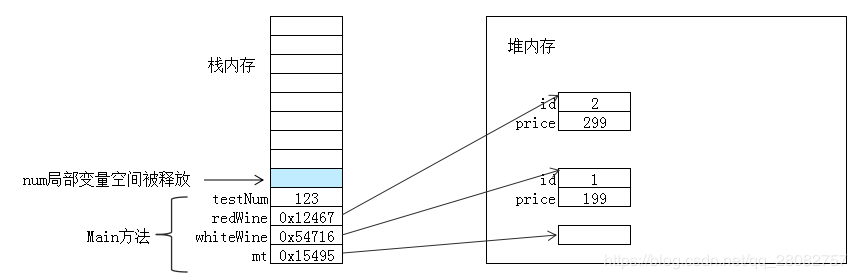 栈内存
num局部变量空间被释放
testNum 123
redWine 0x12467
whiteWine 0x54716
mt 0x15495
Main方法
堆内存
id 2
price 299
id 1
price 199
https://blog.csdn.net/qq_28082757